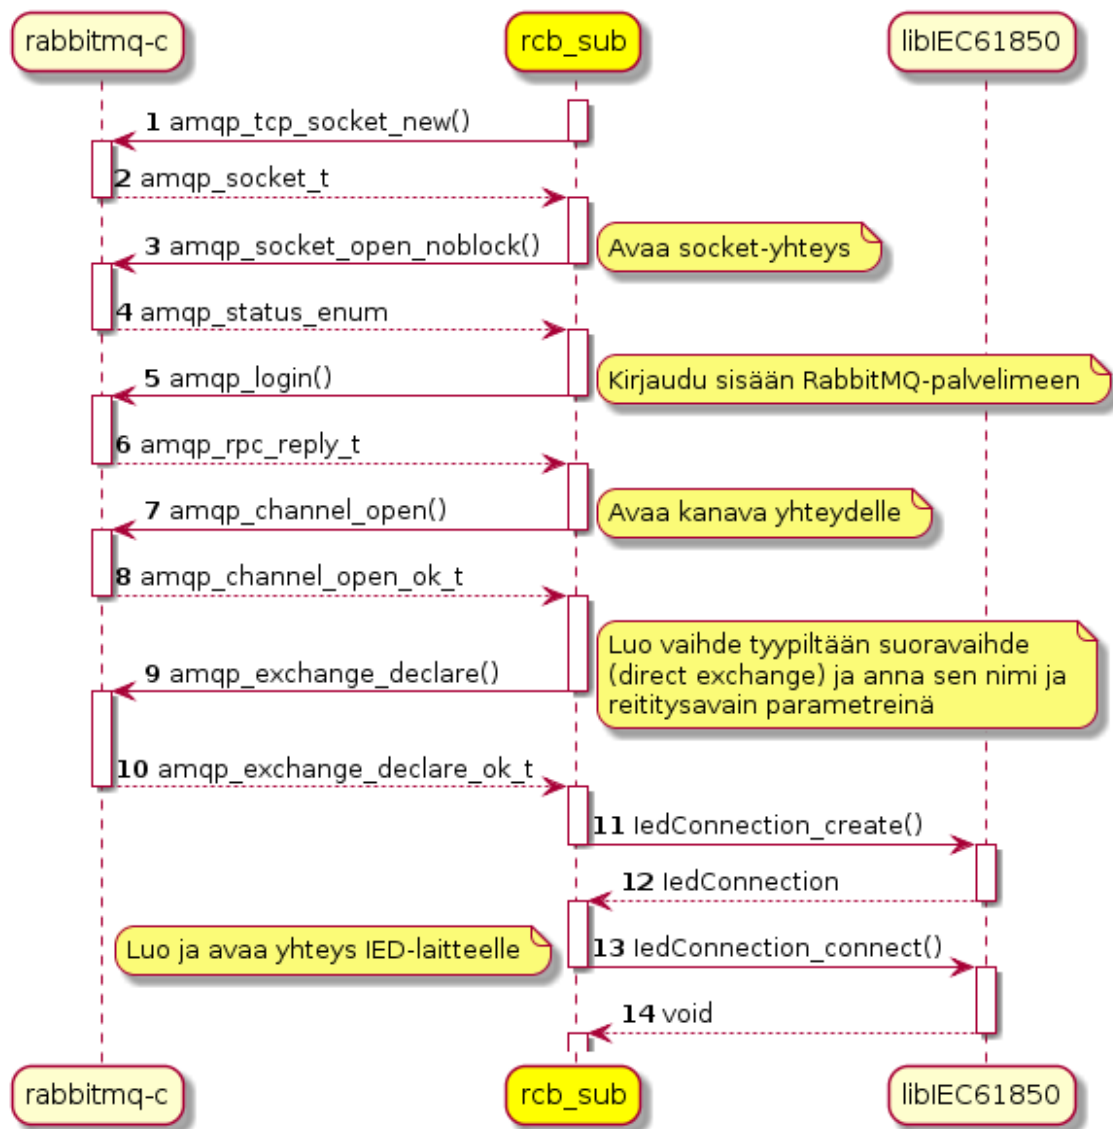 rabbitmq-c
rcb_sub
libIEC61850
1 amqp_tcp_socket_new()
2 amqp_socket_t
3 amqp_socket_open_noblock()
Avaa socket-yhteys
4 amqp_status_enum
5 amqp_login()
Kirjaudu sisään RabbitMQ-palvelimeen
6 amqp_rpc_reply_t
7 amqp_channel_open()
Avaa kanava yhteydelle
8 amqp_channel_open_ok_t
9 amqp_exchange_declare()
Luo vaihde tyypiltään suoravaihde
(direct exchange) ja anna sen nimi ja
reititysavain parametreinä
10 amqp_exchange_declare_ok_t
11 IedConnection_create()
12 IedConnection
Luo ja avaa yhteys IED-laitteelle
13 IedConnection_connect()
14 void
rabbitmq-c
rcb_sub
libIEC61850